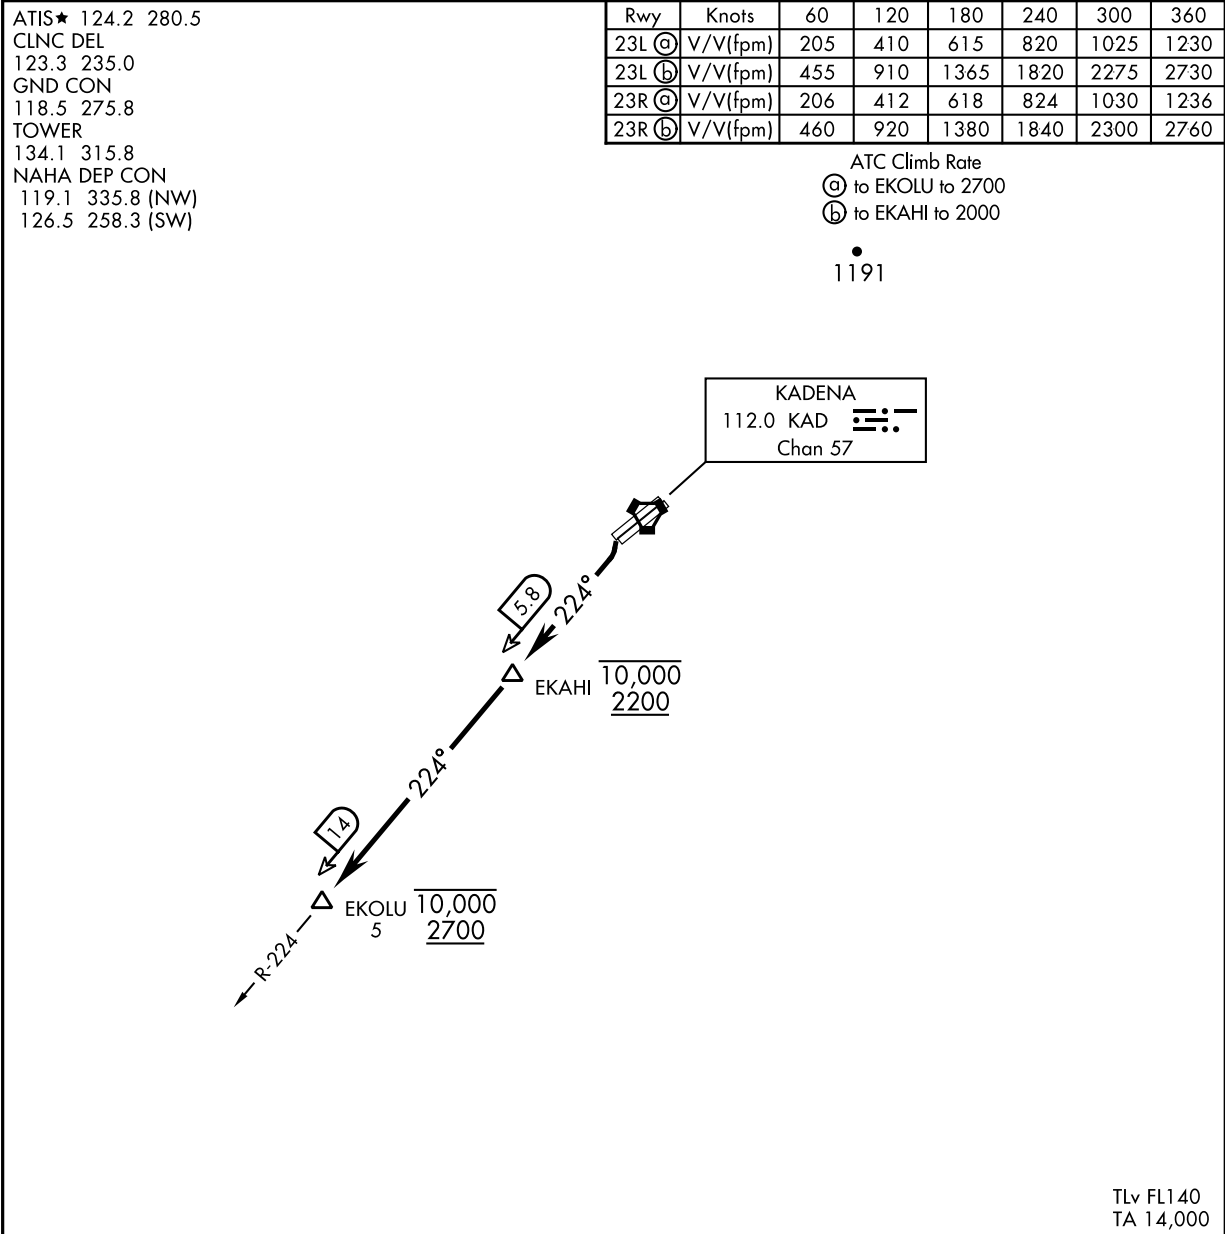 ATIS★ 124.2 280.5
CLNC DEL
123.3 235.0
GND CON
118.5 275.8
TOWER
134.1 315.8
NAHA DEP CON
119.1 335.8 (NW)
126.5 258.3 (SW)
Rwy Knots 60 120 180 240 300 360
23L ⓐ V/V(fpm) 205 410 615 820 1025 1230
23L ⓑ V/V(fpm) 455 910 1365 1820 2275 2730
23R ⓐ V/V(fpm) 206 412 618 824 1030 1236
23R ⓑ V/V(fpm) 460 920 1380 1840 2300 2760
ATC Climb Rate
ⓐ to EKOLU to 2700
ⓑ to EKAHI to 2000
1191
KADENA
112.0 KAD
Chan 57
224°
5.8
EKAHI 10,000
2200
224°
14
EKOLU 10,000
5 2700
R-224
TLv FL140
TA 14,000